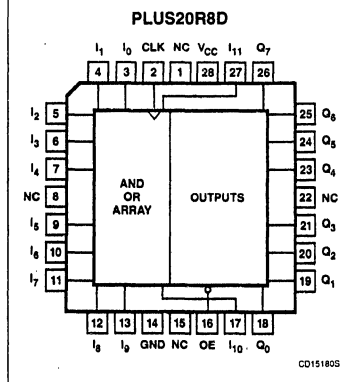 PLUS20R8D
I1 I0 CLK NC VCC I11 Q7
4 3 2 1 28 27 26
I2 5 25 Q6
I3 6 24 Q5
I4 7 23 Q4
NC 8 22 NC
I5 9 21 Q3
I6 10 20 Q2
I7 11 19 Q1
AND
OR
ARRAY
OUTPUTS
12 13 14 15 16 17 18
I8 I9 GND NC OE I10 Q0
CD15180S